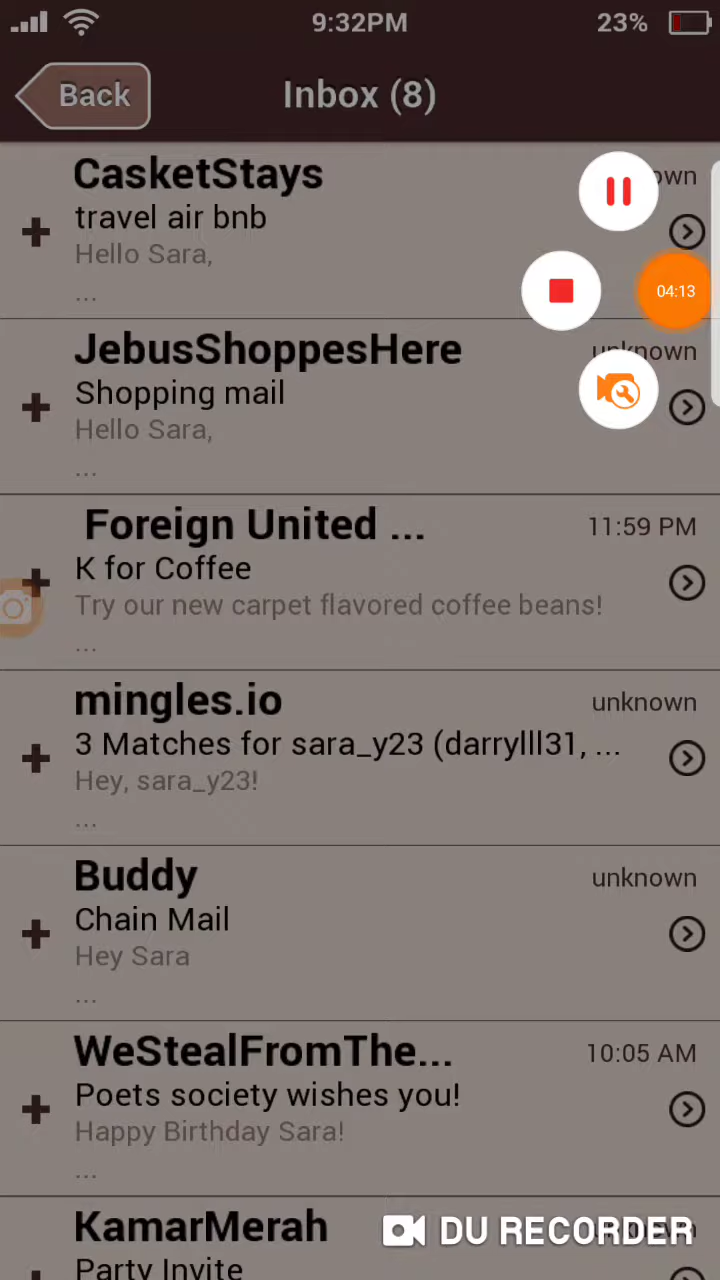 9:32PM 23%
Back
Inbox (8)
CasketStays
travel air bnb
Hello Sara,
...
04:13
JebusShoppesHere
unknown
Shopping mail
Hello Sara,
...
Foreign United ...
11:59 PM
K for Coffee
Try our new carpet flavored coffee beans!
...
mingles.io
unknown
3 Matches for sara_y23 (darrylll31, ...
Hey, sara_y23!
...
Buddy
unknown
Chain Mail
Hey Sara
...
WeStealFromThe...
10:05 AM
Poets society wishes you!
Happy Birthday Sara!
...
KamarMerah
DU RECORDER
Party Invite